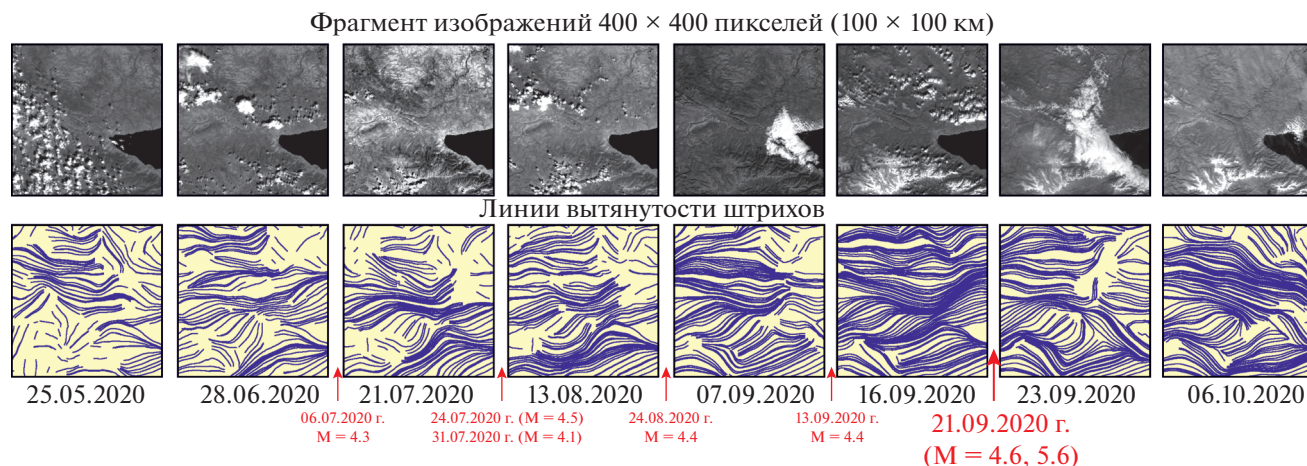 Фрагмент изображений 400 × 400 пикселей (100 × 100 км)
Линии вытянутости штрихов
25.05.2020 28.06.2020 21.07.2020 13.08.2020 07.09.2020 16.09.2020 23.09.2020 06.10.2020
06.07.2020 г. 24.07.2020 г. (M = 4.5) 24.08.2020 г. 13.09.2020 г. 21.09.2020 г.
M = 4.3 31.07.2020 г. (M = 4.1) M = 4.4 M = 4.4 (M = 4.6, 5.6)